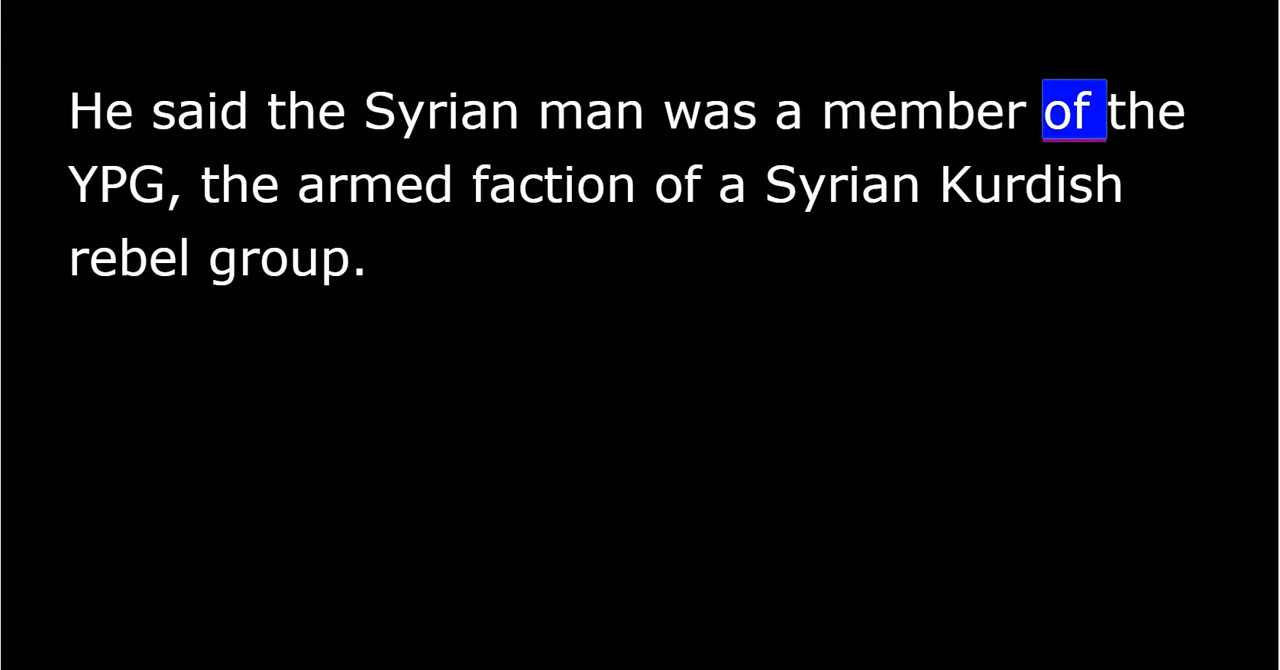 He said the Syrian man was a member of the
YPG, the armed faction of a Syrian Kurdish
rebel group.